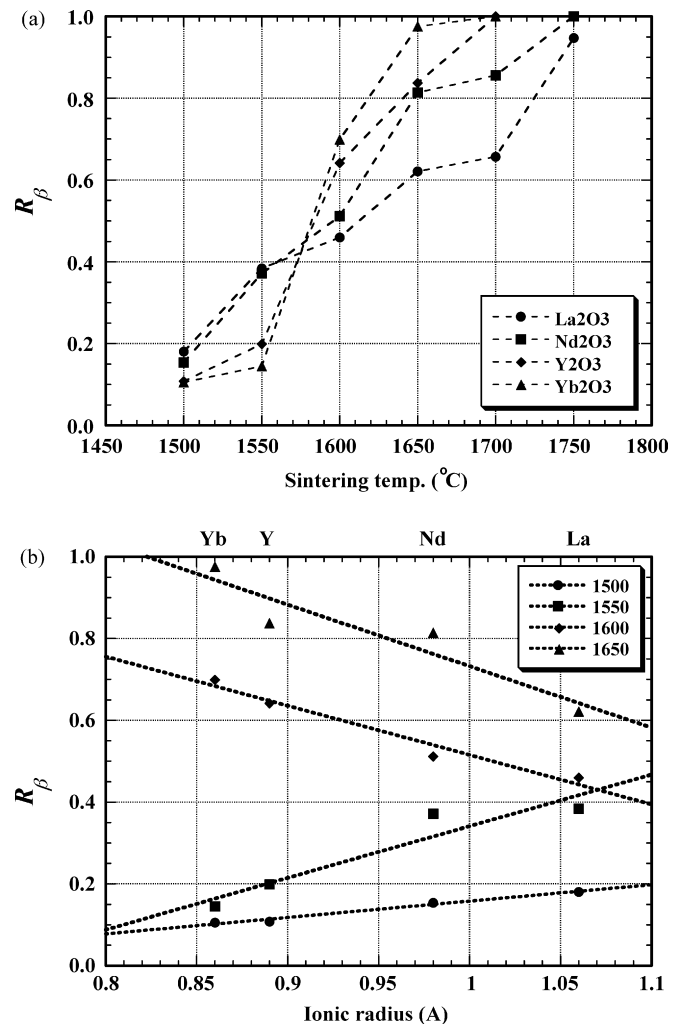 (a)
1.0
0.8
0.6
0.4
0.2
0.0
Rβ
La2O3
Nd2O3
Y2O3
Yb2O3
1450 1500 1550 1600 1650 1700 1750 1800
Sintering temp. (°C)
(b)
Yb Y Nd La
1.0
0.8
0.6
0.4
0.2
0.0
Rβ
1500
1550
1600
1650
0.8 0.85 0.9 0.95 1 1.05 1.1
Ionic radius (A)